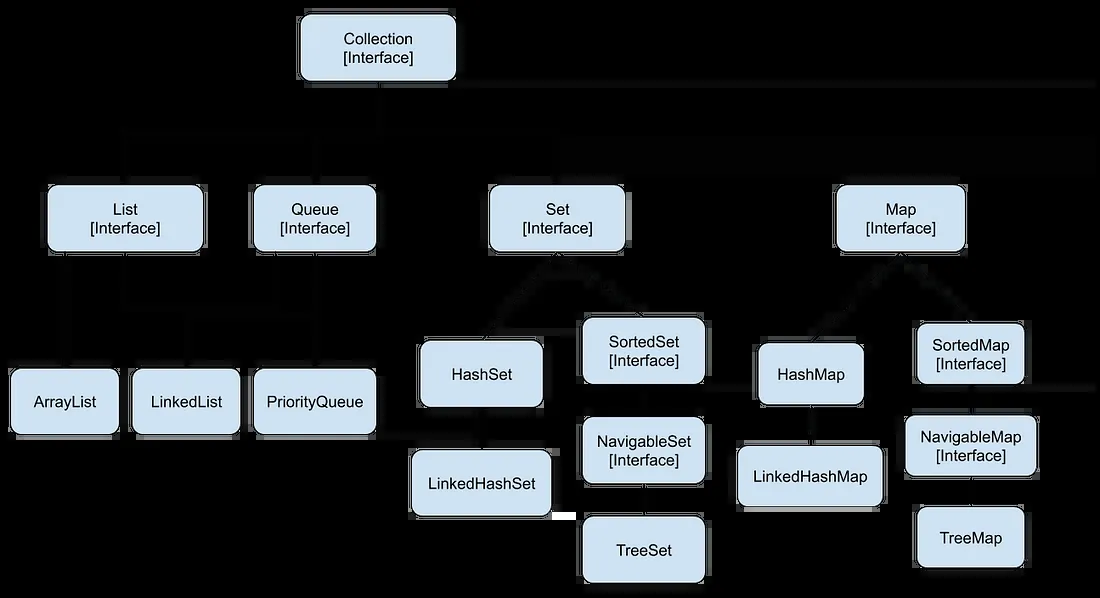 Collection
[Interface]
List
[Interface]
Queue
[Interface]
Set
[Interface]
Map
[Interface]
ArrayList
LinkedList
PriorityQueue
HashSet
SortedSet
[Interface]
HashMap
SortedMap
[Interface]
LinkedHashSet
NavigableSet
[Interface]
LinkedHashMap
NavigableMap
[Interface]
TreeSet
TreeMap